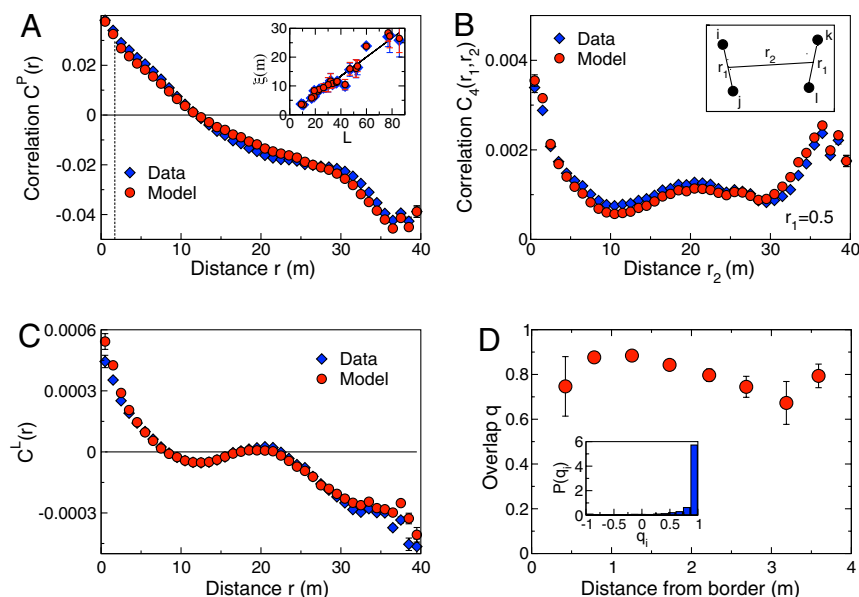 A
Correlation C^P(r)
0.02
0
-0.02
-0.04
0
10
20
30
40
Distance r (m)
Data
Model
ξ(m)
30
20
10
0
0
20
40
60
80
L
B
Correlation C_4(r_1,r_2)
0.004
0.002
0
0
10
20
30
40
Distance r_2 (m)
Data
Model
i
k
r_2
r_1
r_1
j
l
r_1=0.5
C
C^L(r)
0.0006
0.0003
0
-0.0003
0
10
20
30
40
Distance r (m)
Data
Model
D
Overlap q
1
0.8
0.6
0.4
0.2
0
0
1
2
3
4
Distance from border (m)
P(q_i)
6
4
2
0
-1
-0.5
0
0.5
1
q_i